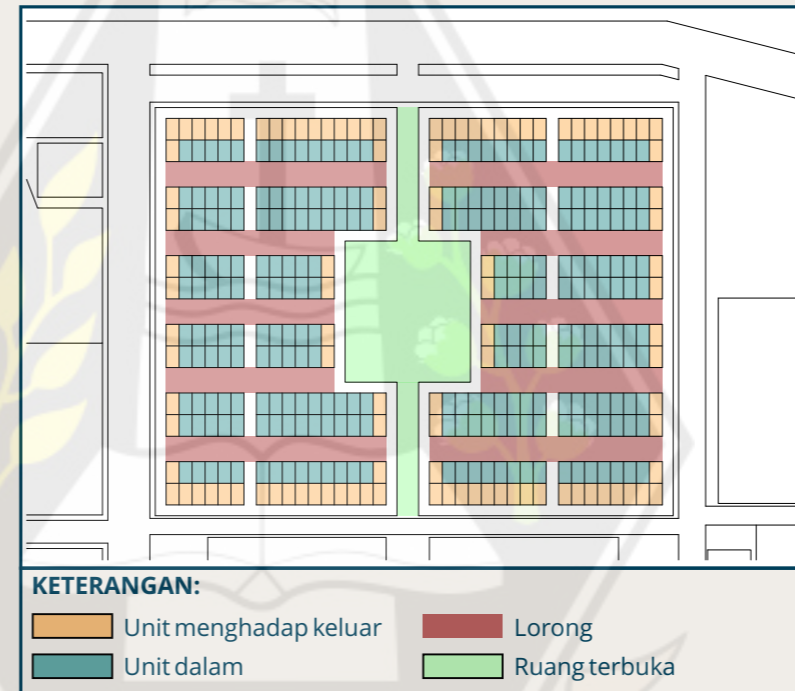 KETERANGAN:
Unit menghadap keluar
Lorong
Unit dalam
Ruang terbuka